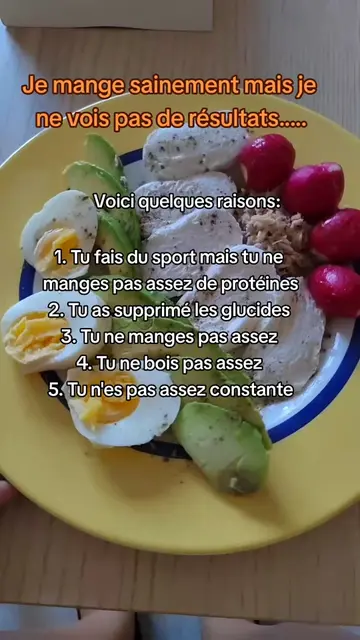 Je mange sainement mais je
ne vois pas de résultats.....
Voici quelques raisons:
1. Tu fais du sport mais tu ne
manges pas assez de protéines
2. Tu as supprimé les glucides
3. Tu ne manges pas assez
4. Tu ne bois pas assez
5. Tu n'es pas assez constante